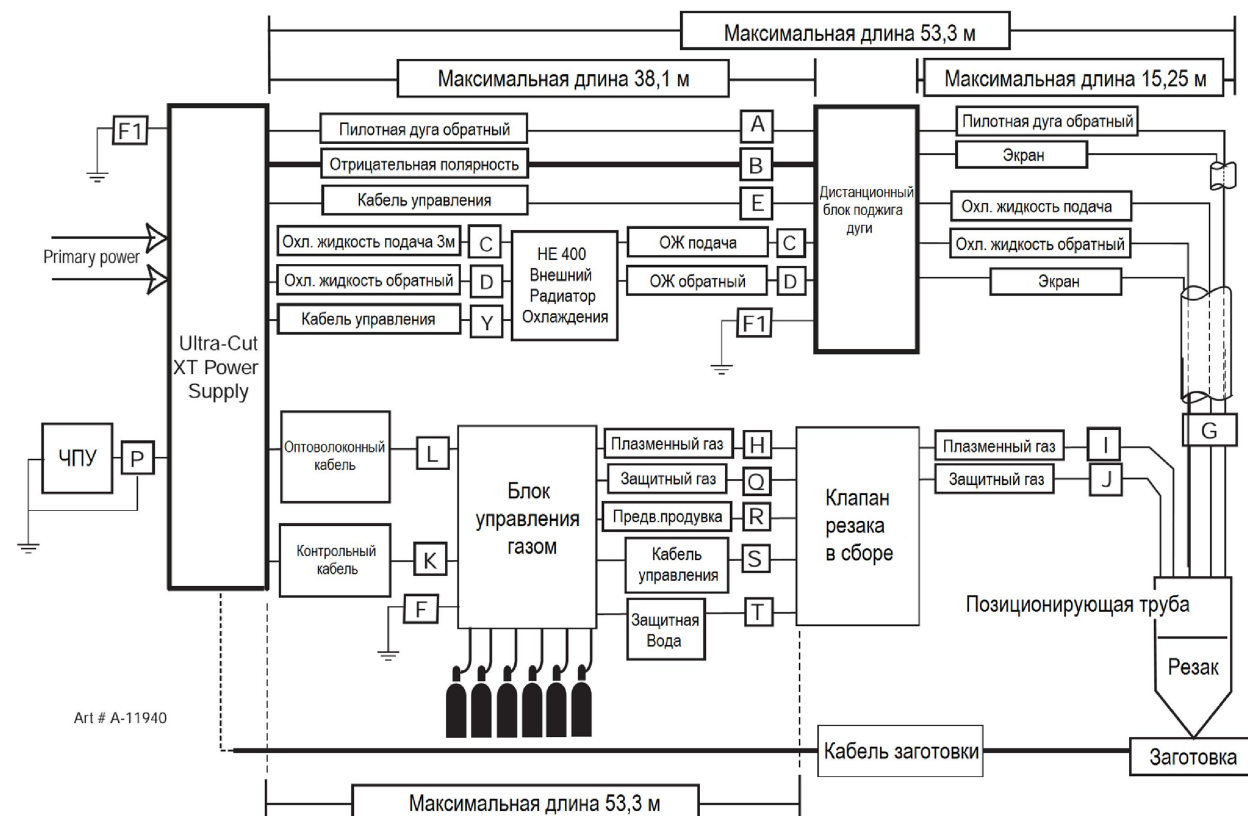 Максимальная длина 53,3 м
Максимальная длина 38,1 м
Максимальная длина 15,25 м
F1
Пилотная дуга обратный
A
Отрицательная полярность
B
Кабель управления
E
Дистанционный
блок поджига
дуги
Пилотная дуга обратный
Экран
Охл. жидкость подача
Охл. жидкость обратный
Экран
Primary power
Охл. жидкость подача 3м
C
Охл. жидкость обратный
D
Кабель управления
Y
HE 400
Внешний
Радиатор
Охлаждения
ОЖ подача
C
ОЖ обратный
D
F1
Ultra-Cut
XT Power
Supply
ЧПУ
P
Оптоволоконный
кабель
L
Контрольный
кабель
K
F
Блок
управления
газом
Плазменный газ
H
Защитный газ
Q
Предв.продувка
R
Кабель
управления
S
Защитная
Вода
T
Клапан
резака
в сборе
Плазменный газ
I
Защитный газ
J
G
Позиционирующая труба
Резак
Art # A-11940
Кабель заготовки
Заготовка
Максимальная длина 53,3 м